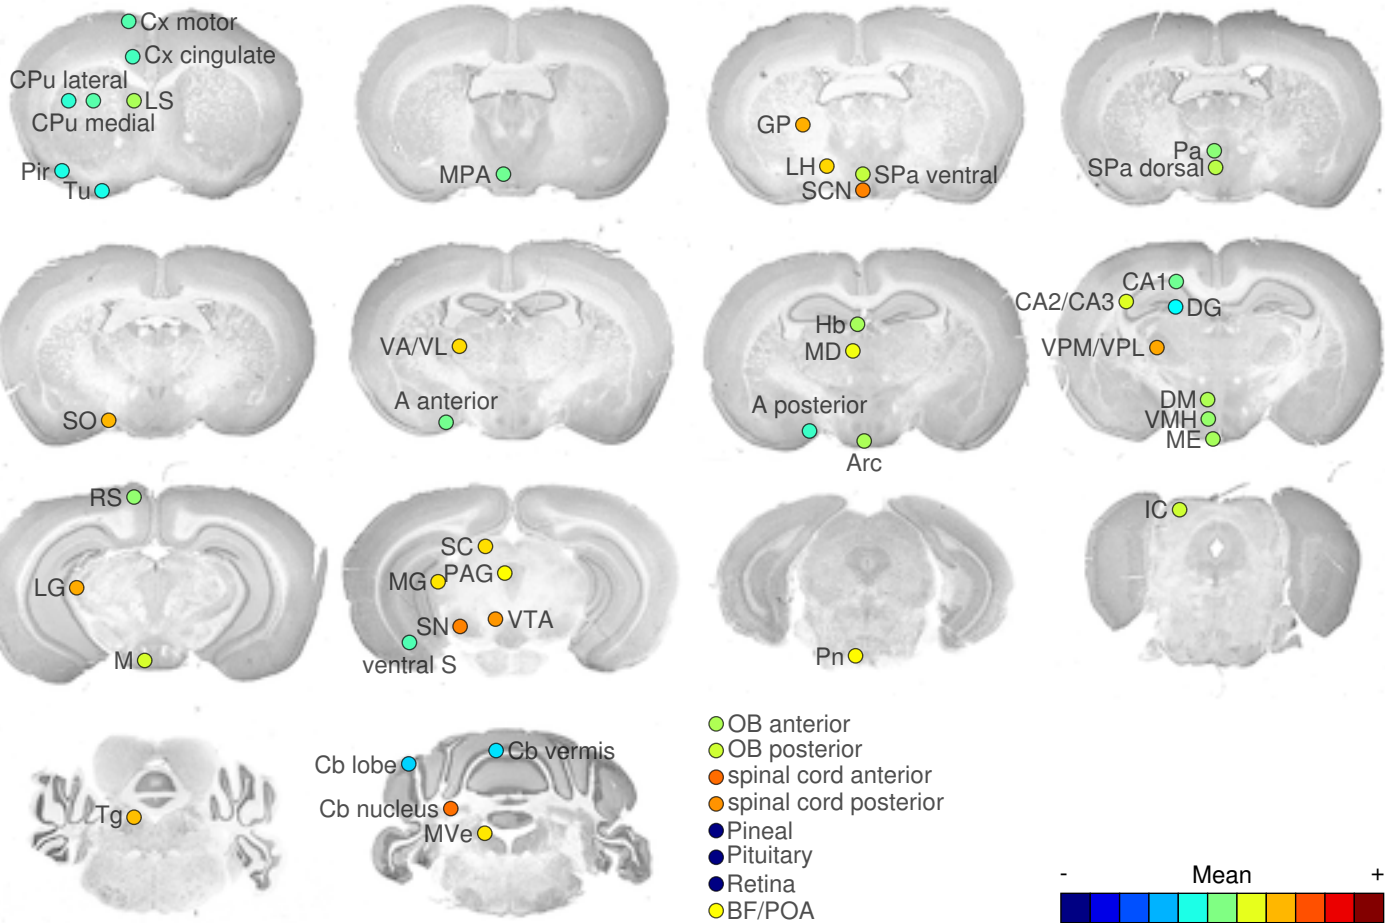 Cx motor
Cx cingulate
CPu lateral
LS
CPu medial
Pir
Tu
MPA
GP
LH
SPa ventral
SCN
Pa
SPa dorsal
SO
VA/VL
A anterior
Hb
MD
A posterior
Arc
CA1
CA2/CA3
DG
VPM/VPL
DM
VMH
ME
RS
LG
M
SC
MG
PAG
SN
VTA
ventral S
Pn
IC
Tg
Cb lobe
Cb vermis
Cb nucleus
MVe
OB anterior
OB posterior
spinal cord anterior
spinal cord posterior
Pineal
Pituitary
Retina
BF/POA
- Mean +